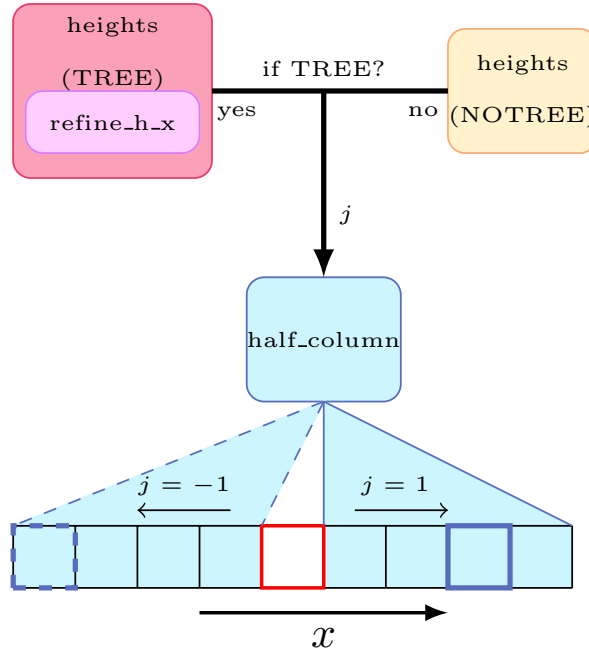 heights
(TREE)
refine_h_x
if TREE?
yes
no
heights
(NOTREE)
j
half_column
j = −1
j = 1
x